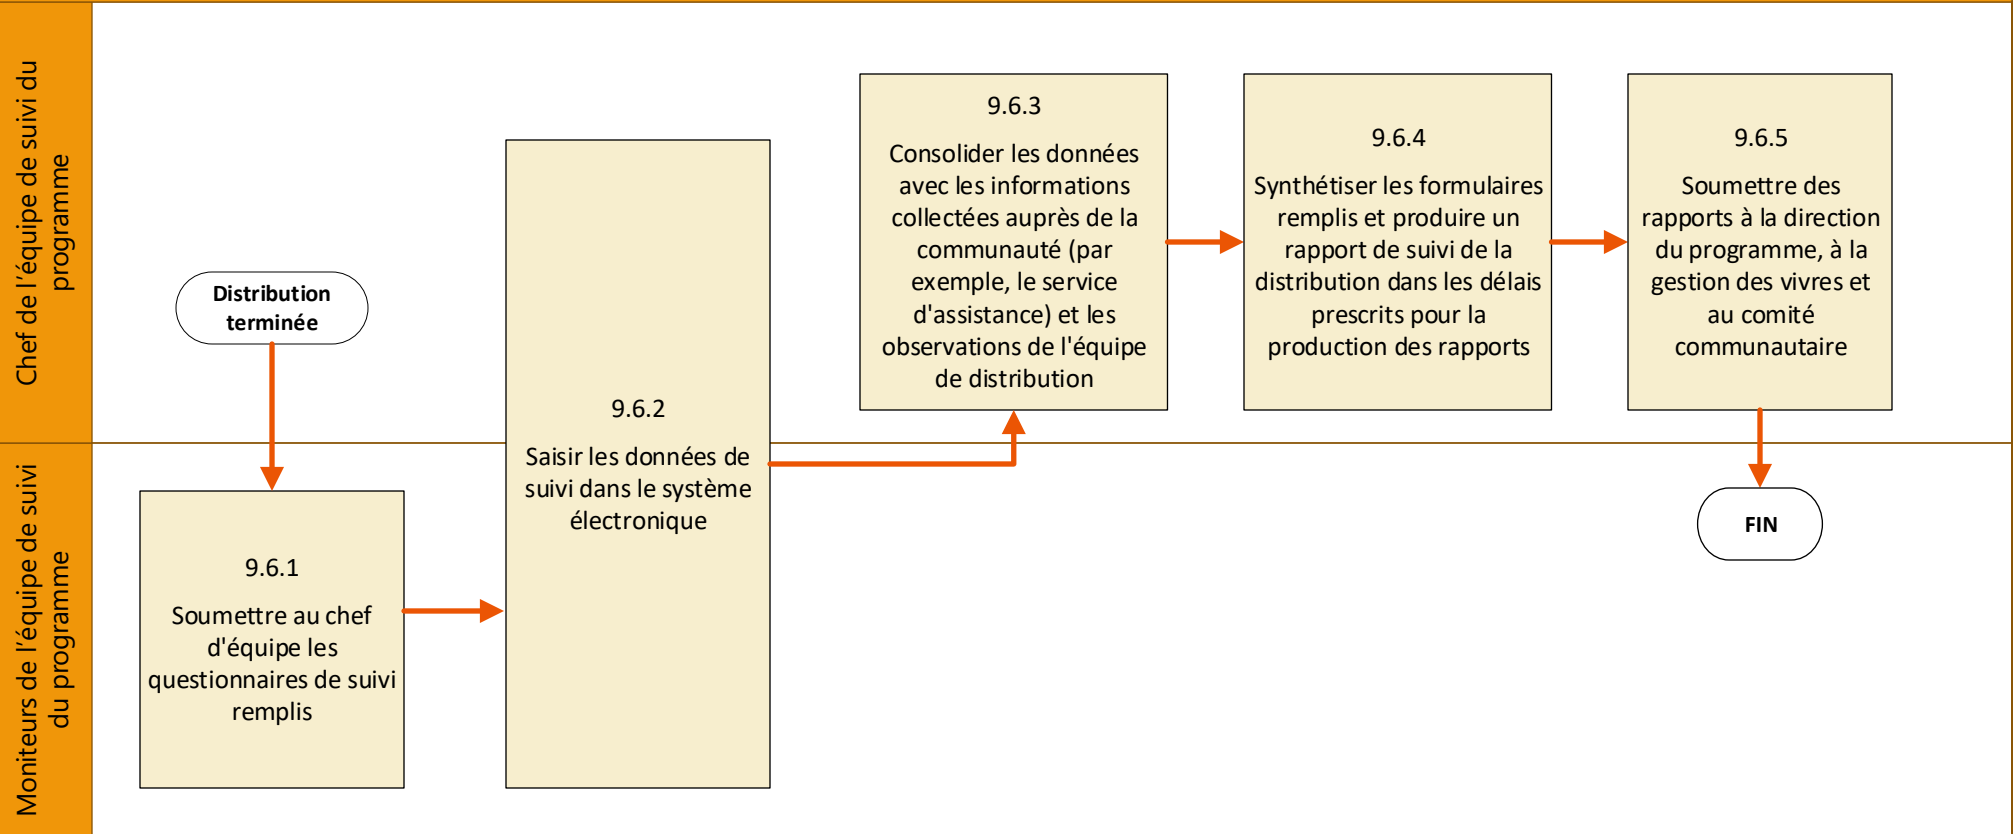 Chef de l'équipe de suivi du
programme
Distribution
terminée
9.6.3
Consolider les données
avec les informations
collectées auprès de la
communauté (par
exemple, le service
d'assistance) et les
observations de l'équipe
de distribution
9.6.4
Synthétiser les formulaires
remplis et produire un
rapport de suivi de la
distribution dans les délais
prescrits pour la
production des rapports
9.6.5
Soumettre des
rapports à la direction
du programme, à la
gestion des vivres et
au comité
communautaire
9.6.2
Saisir les données de
suivi dans le système
électronique
Moniteurs de l'équipe de suivi
du programme
9.6.1
Soumettre au chef
d'équipe les
questionnaires de suivi
remplis
FIN